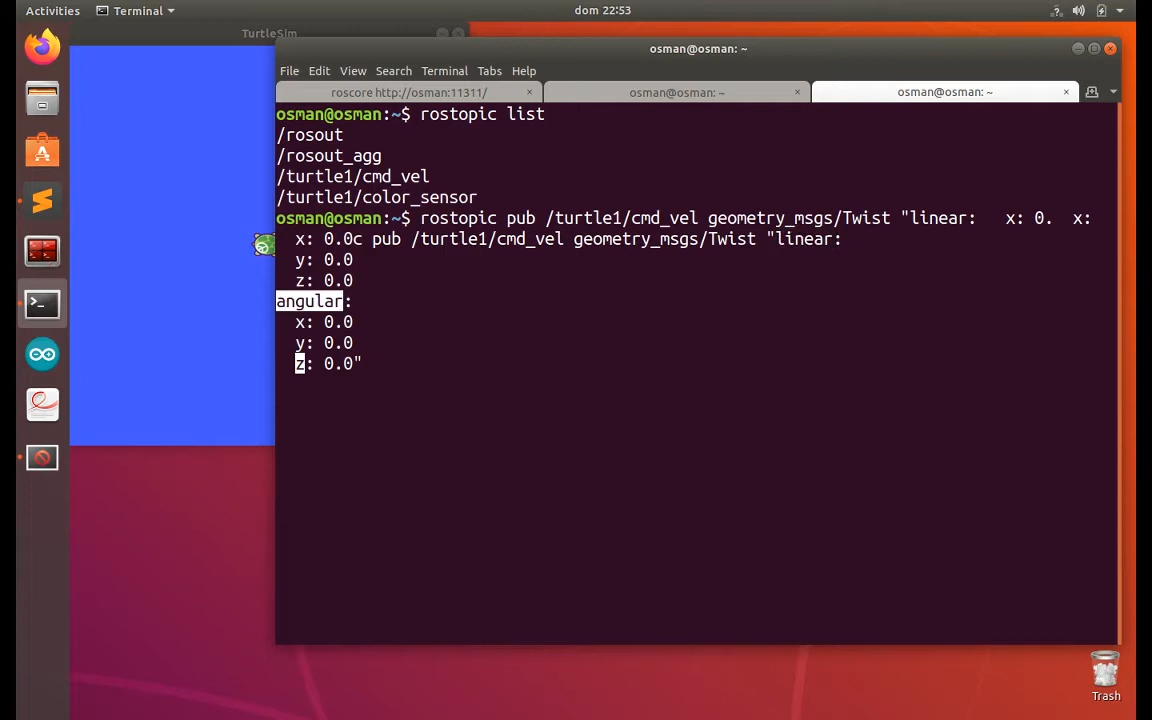 Activities
Terminal
dom 22:53
TurtleSim
osman@osman: ~
File Edit View Search Terminal Tabs Help
roscore http://osman:11311/ × osman@osman: ~ × osman@osman: ~ ×
osman@osman:~$ rostopic list
/rosout
/rosout_agg
/turtle1/cmd_vel
/turtle1/color_sensor
osman@osman:~$ rostopic pub /turtle1/cmd_vel geometry_msgs/Twist "linear:   x: 0.  x:
  x: 0.0c pub /turtle1/cmd_vel geometry_msgs/Twist "linear:
  y: 0.0
  z: 0.0
angular:
  x: 0.0
  y: 0.0
  z: 0.0"
Trash